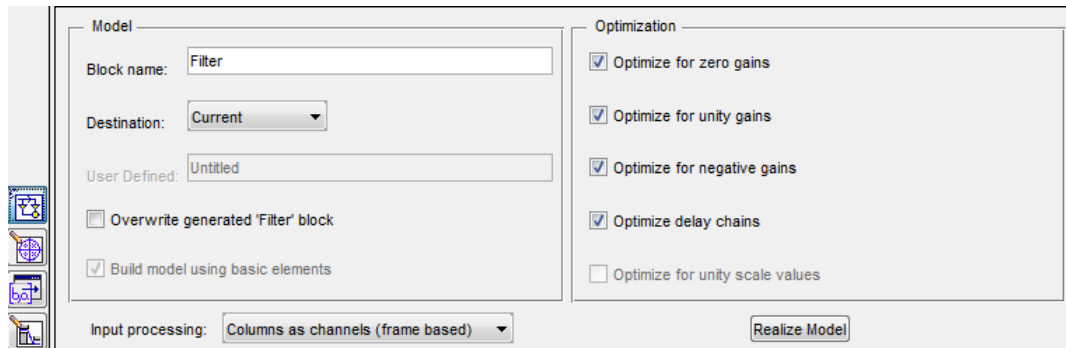 Model
Block name: Filter
Destination: Current
User Defined: Untitled
Overwrite generated 'Filter' block
Build model using basic elements
Optimization
Optimize for zero gains
Optimize for unity gains
Optimize for negative gains
Optimize delay chains
Optimize for unity scale values
Input processing: Columns as channels (frame based)
Realize Model